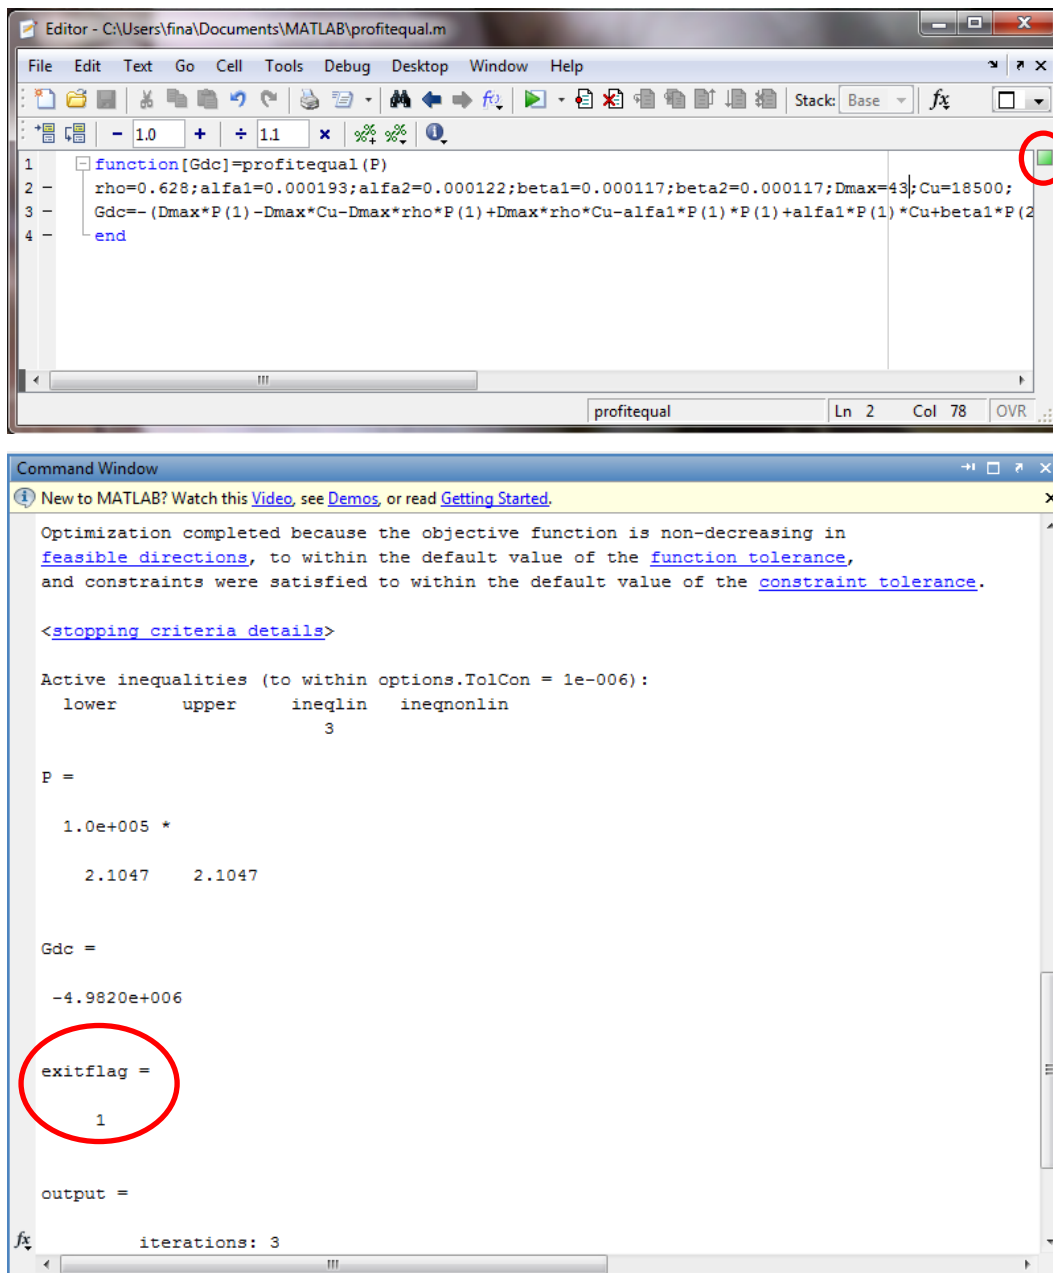 Editor - C:\Users\fina\Documents\MATLAB\profitequal.m
File Edit Text Go Cell Tools Debug Desktop Window Help
Stack: Base fx
- 1.0 + ÷ 1.1 ×
1 function[Gdc]=profitequal(P)
2 - rho=0.628;alfa1=0.000193;alfa2=0.000122;beta1=0.000117;beta2=0.000117;Dmax=43;Cu=18500;
3 - Gdc=-(Dmax*P(1)-Dmax*Cu-Dmax*rho*P(1)+Dmax*rho*Cu-alfa1*P(1)*P(1)+alfa1*P(1)*Cu+beta1*P(2
4 - end
profitequal Ln 2 Col 78 OVR
Command Window
New to MATLAB? Watch this Video, see Demos, or read Getting Started.
Optimization completed because the objective function is non-decreasing in
feasible directions, to within the default value of the function tolerance,
and constraints were satisfied to within the default value of the constraint tolerance.
<stopping criteria details>
Active inequalities (to within options.TolCon = 1e-006):
lower upper ineqlin ineqnonlin
3
P =
1.0e+005 *
2.1047 2.1047
Gdc =
-4.9820e+006
exitflag =
1
output =
fx iterations: 3